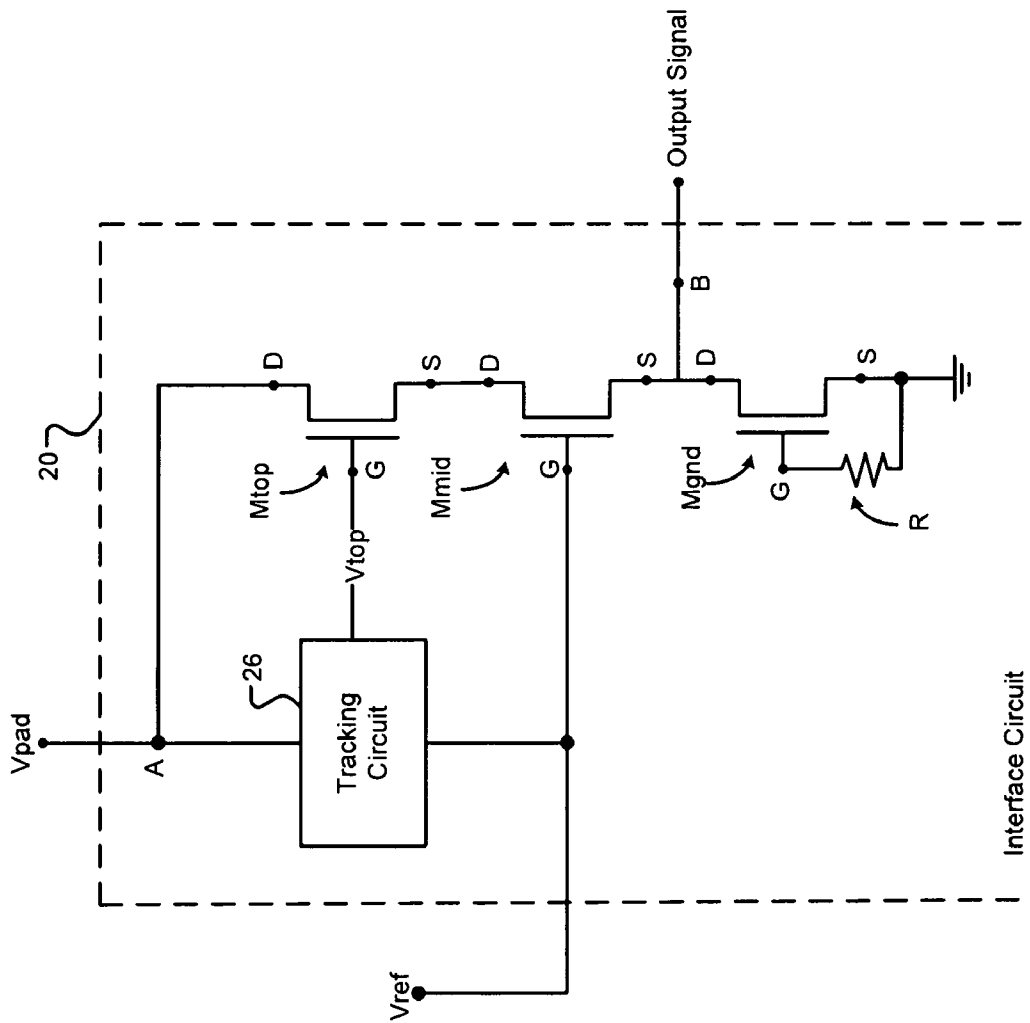 20
Vpad
A
Vref
26
Tracking
Circuit
Vtop
Mtop
G
D
S
Mmid
G
D
S
B
Output Signal
Mgnd
G
D
S
R
Interface Circuit